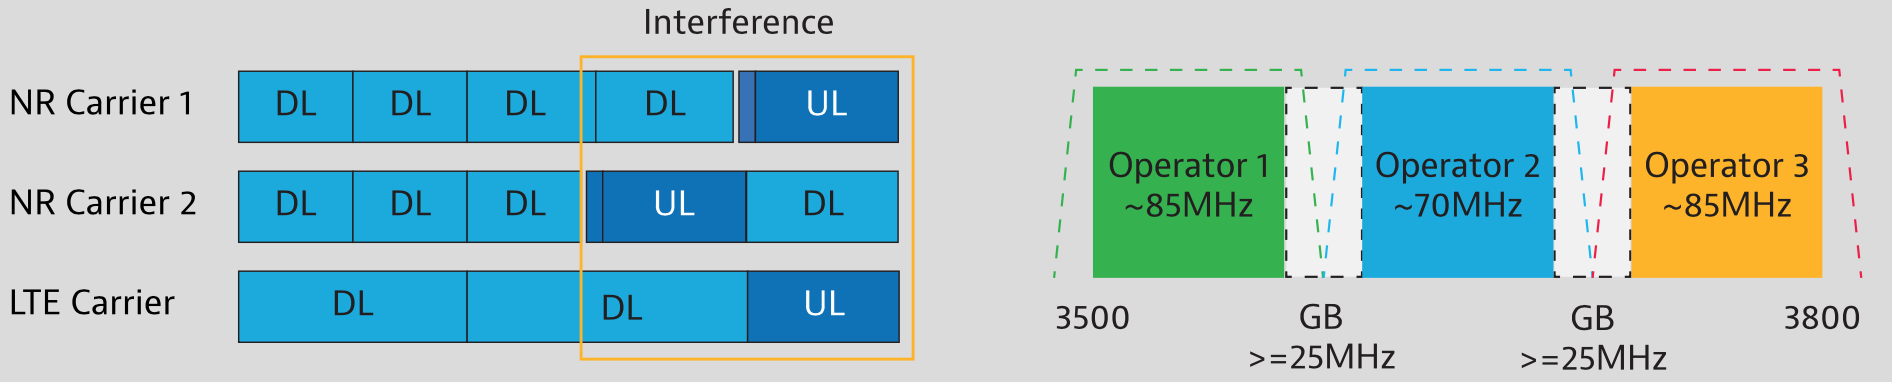 Interference
NR Carrier 1
DL DL DL DL UL
NR Carrier 2
DL DL DL UL DL
LTE Carrier
DL DL UL
Operator 1
~85MHz
Operator 2
~70MHz
Operator 3
~85MHz
3500
GB
>=25MHz
GB
>=25MHz
3800